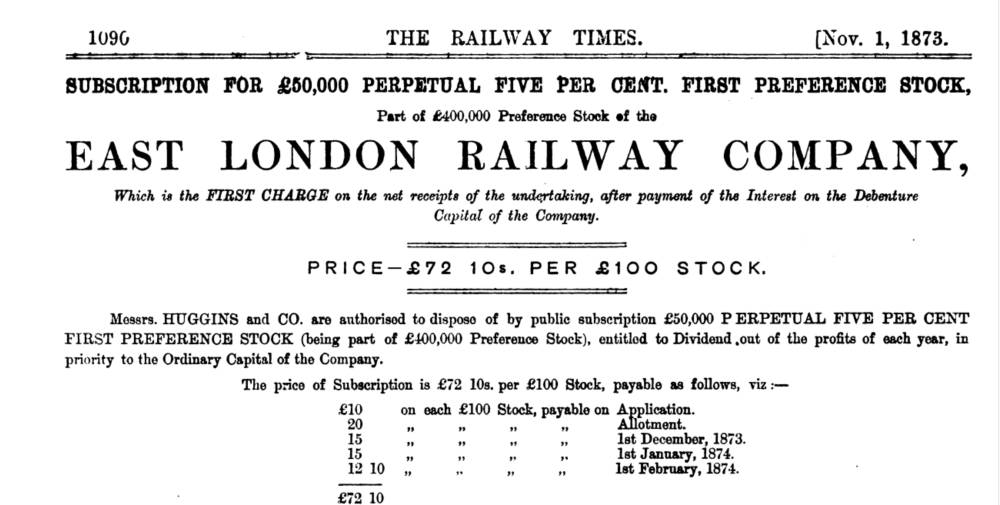 1090 THE RAILWAY TIMES. [Nov. 1, 1873.
SUBSCRIPTION FOR £50,000 PERPETUAL FIVE PER CENT. FIRST PREFERENCE STOCK,
Part of £400,000 Preference Stock of the
EAST LONDON RAILWAY COMPANY,
Which is the FIRST CHARGE on the net receipts of the undertaking, after payment of the Interest on the Debenture
Capital of the Company.
PRICE—£72 10s. PER £100 STOCK.
Messrs. HUGGINS and CO. are authorised to dispose of by public subscription £50,000 PERPETUAL FIVE PER CENT
FIRST PREFERENCE STOCK (being part of £400,000 Preference Stock), entitled to Dividend out of the profits of each year, in
priority to the Ordinary Capital of the Company.
The price of Subscription is £72 10s. per £100 Stock, payable as follows, viz :—
£10 on each £100 Stock, payable on Application.
20 „ „ „ „ Allotment.
15 „ „ „ „ 1st December, 1873.
15 „ „ „ „ 1st January, 1874.
12 10 „ „ „ „ 1st February, 1874.
£72 10